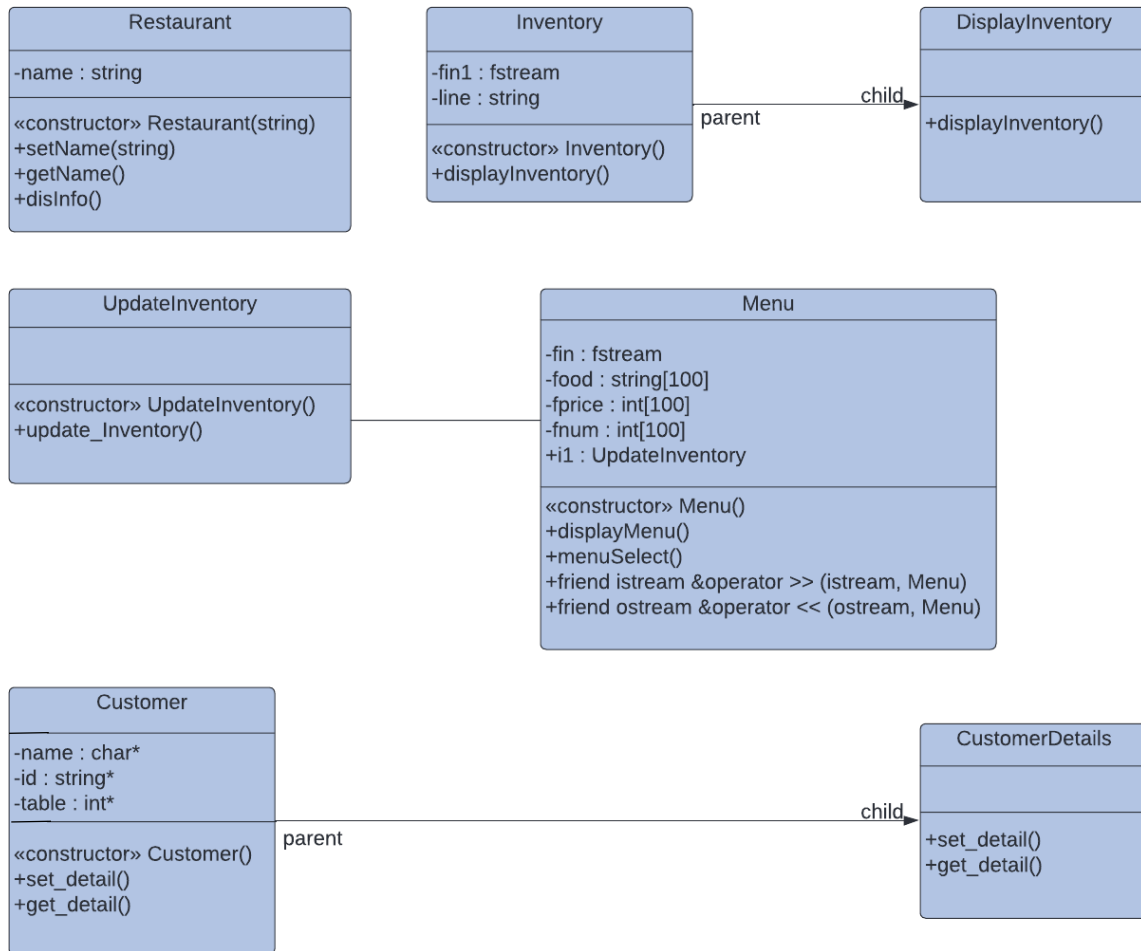 Restaurant
-name : string
«constructor» Restaurant(string)
+setName(string)
+getName()
+disInfo()
Inventory
-fin1 : fstream
-line : string
«constructor» Inventory()
+displayInventory()
parent
child
DisplayInventory
+displayInventory()
UpdateInventory
«constructor» UpdateInventory()
+update_Inventory()
Menu
-fin : fstream
-food : string[100]
-fprice : int[100]
-fnum : int[100]
+i1 : UpdateInventory
«constructor» Menu()
+displayMenu()
+menuSelect()
+friend istream &operator >> (istream, Menu)
+friend ostream &operator << (ostream, Menu)
Customer
-name : char*
-id : string*
-table : int*
«constructor» Customer()
+set_detail()
+get_detail()
parent
child
CustomerDetails
+set_detail()
+get_detail()